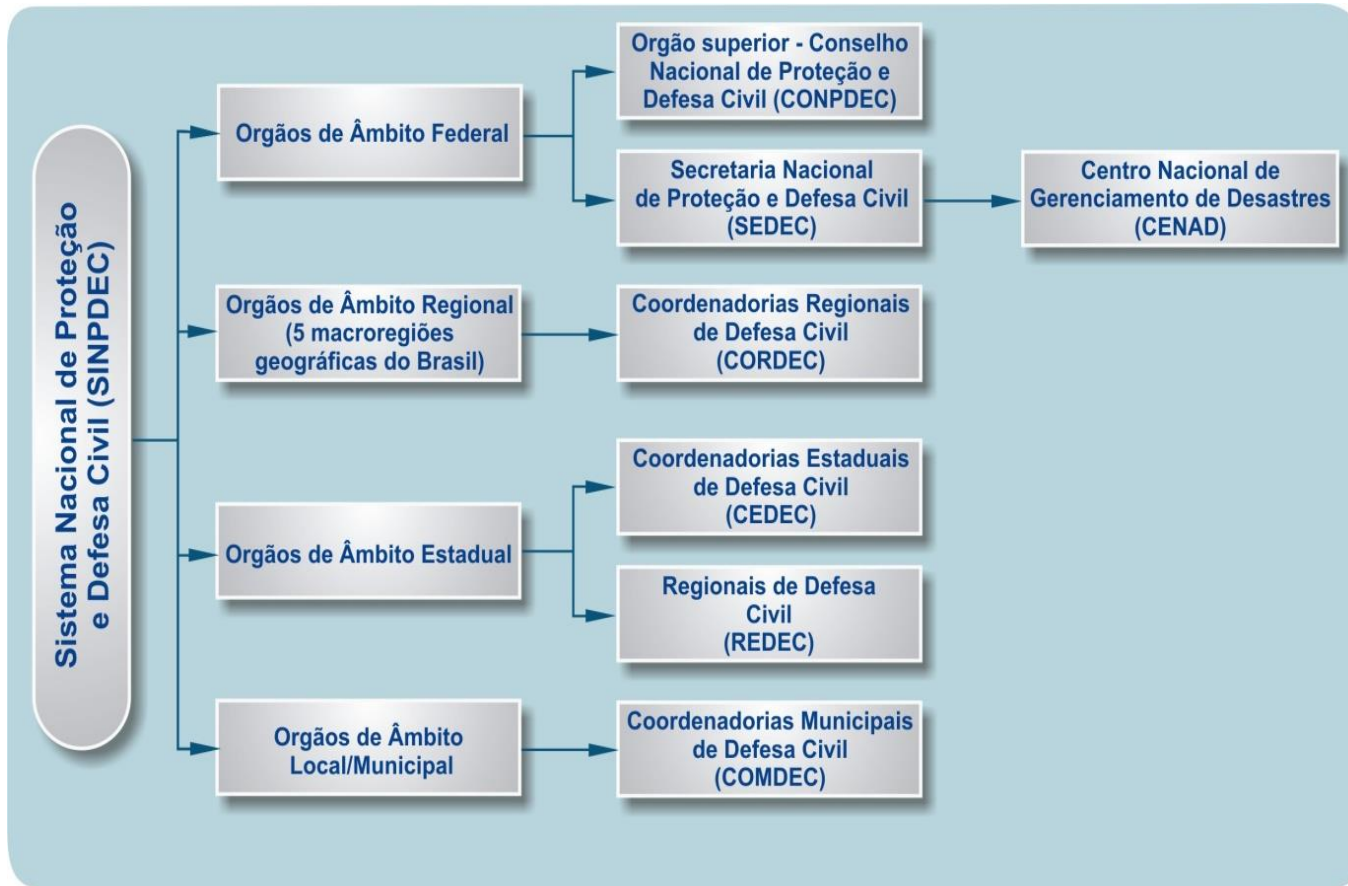 Sistema Nacional de Proteção
e Defesa Civil (SINPDEC)
Orgãos de Âmbito Federal
Orgão superior - Conselho
Nacional de Proteção e
Defesa Civil (CONPDEC)
Secretaria Nacional
de Proteção e Defesa Civil
(SEDEC)
Centro Nacional de
Gerenciamento de Desastres
(CENAD)
Orgãos de Âmbito Regional
(5 macroregiões
geográficas do Brasil)
Coordenadorias Regionais
de Defesa Civil
(CORDEC)
Orgãos de Âmbito Estadual
Coordenadorias Estaduais
de Defesa Civil
(CEDEC)
Regionais de Defesa
Civil
(REDEC)
Orgãos de Âmbito
Local/Municipal
Coordenadorias Municipais
de Defesa Civil
(COMDEC)